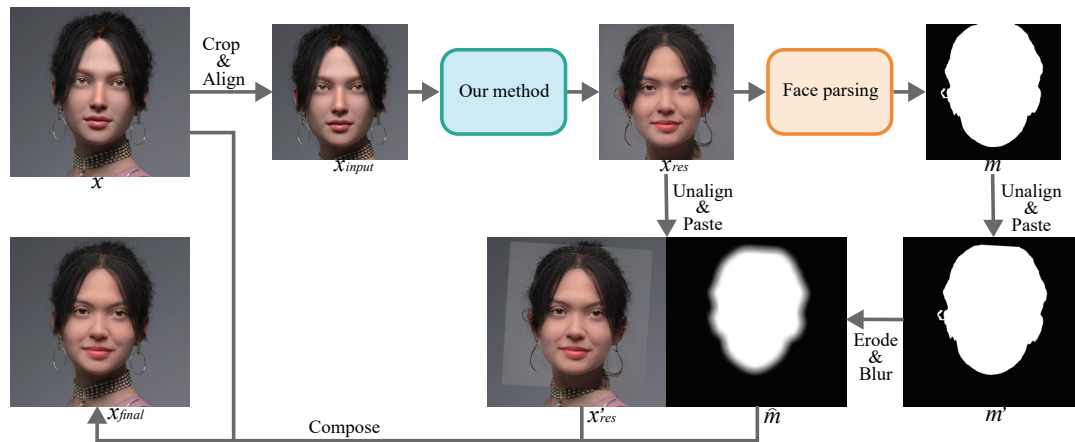 Crop
&
Align
Our method
Face parsing
x
x_input
x_res
m
Unalign
&
Paste
Unalign
&
Paste
Erode
&
Blur
x_final
x'_res
m̂
m'
Compose